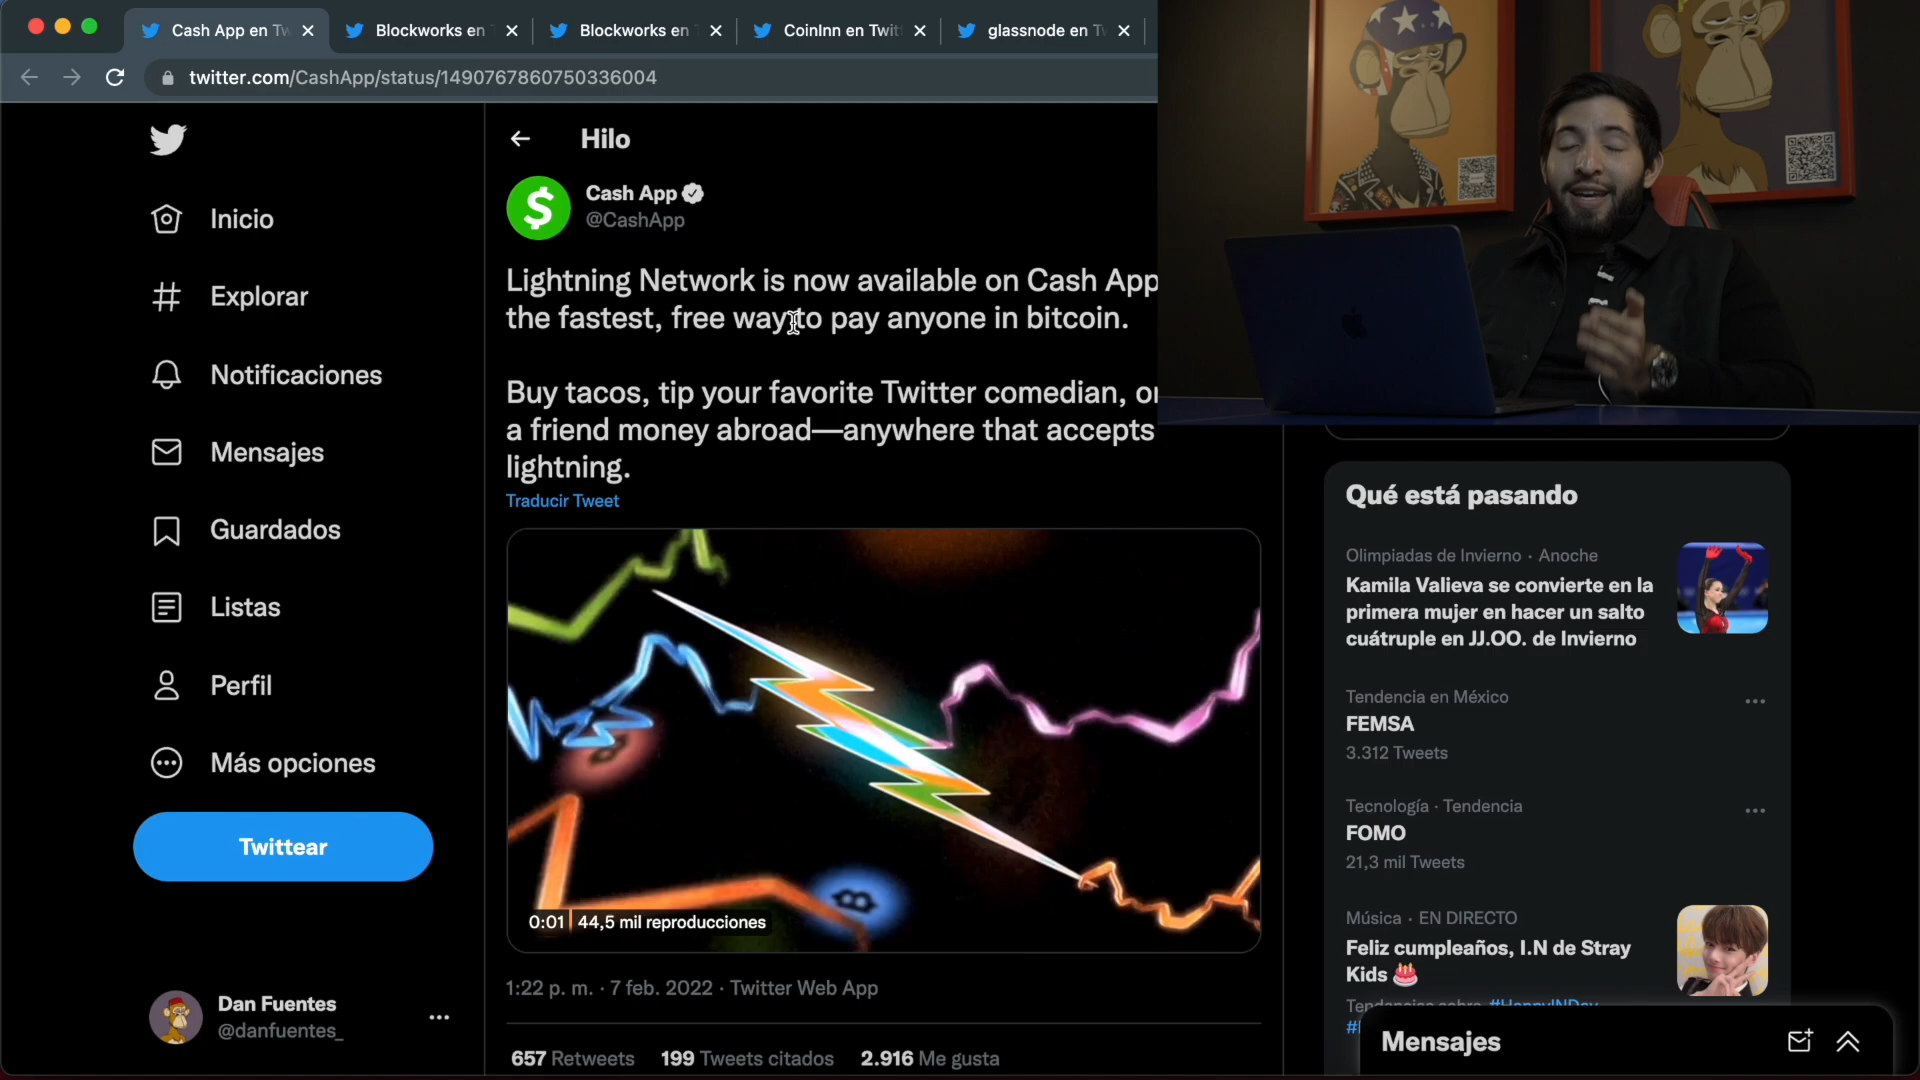 Cash App en Tw
Blockworks en T
Blockworks en T
CoinInn en Twit
glassnode en Tw
twitter.com/CashApp/status/1490767860750336004
Hilo
Cash App
@CashApp
Inicio
Explorar
Notificaciones
Mensajes
Guardados
Listas
Perfil
Más opciones
Twittear
Dan Fuentes
@danfuentes_
Lightning Network is now available on Cash App
the fastest, free way to pay anyone in bitcoin.
Buy tacos, tip your favorite Twitter comedian, or
a friend money abroad—anywhere that accepts
lightning.
Traducir Tweet
0:01 44,5 mil reproducciones
1:22 p. m. · 7 feb. 2022 · Twitter Web App
657 Retweets 199 Tweets citados 2.916 Me gusta
Qué está pasando
Olimpiadas de Invierno · Anoche
Kamila Valieva se convierte en la
primera mujer en hacer un salto
cuátruple en JJ.OO. de Invierno
Tendencia en México
FEMSA
3.312 Tweets
Tecnología · Tendencia
FOMO
21,3 mil Tweets
Música · EN DIRECTO
Feliz cumpleaños, I.N de Stray
Kids 🎂
Tendencias sobre #HappyINDay
Mensajes